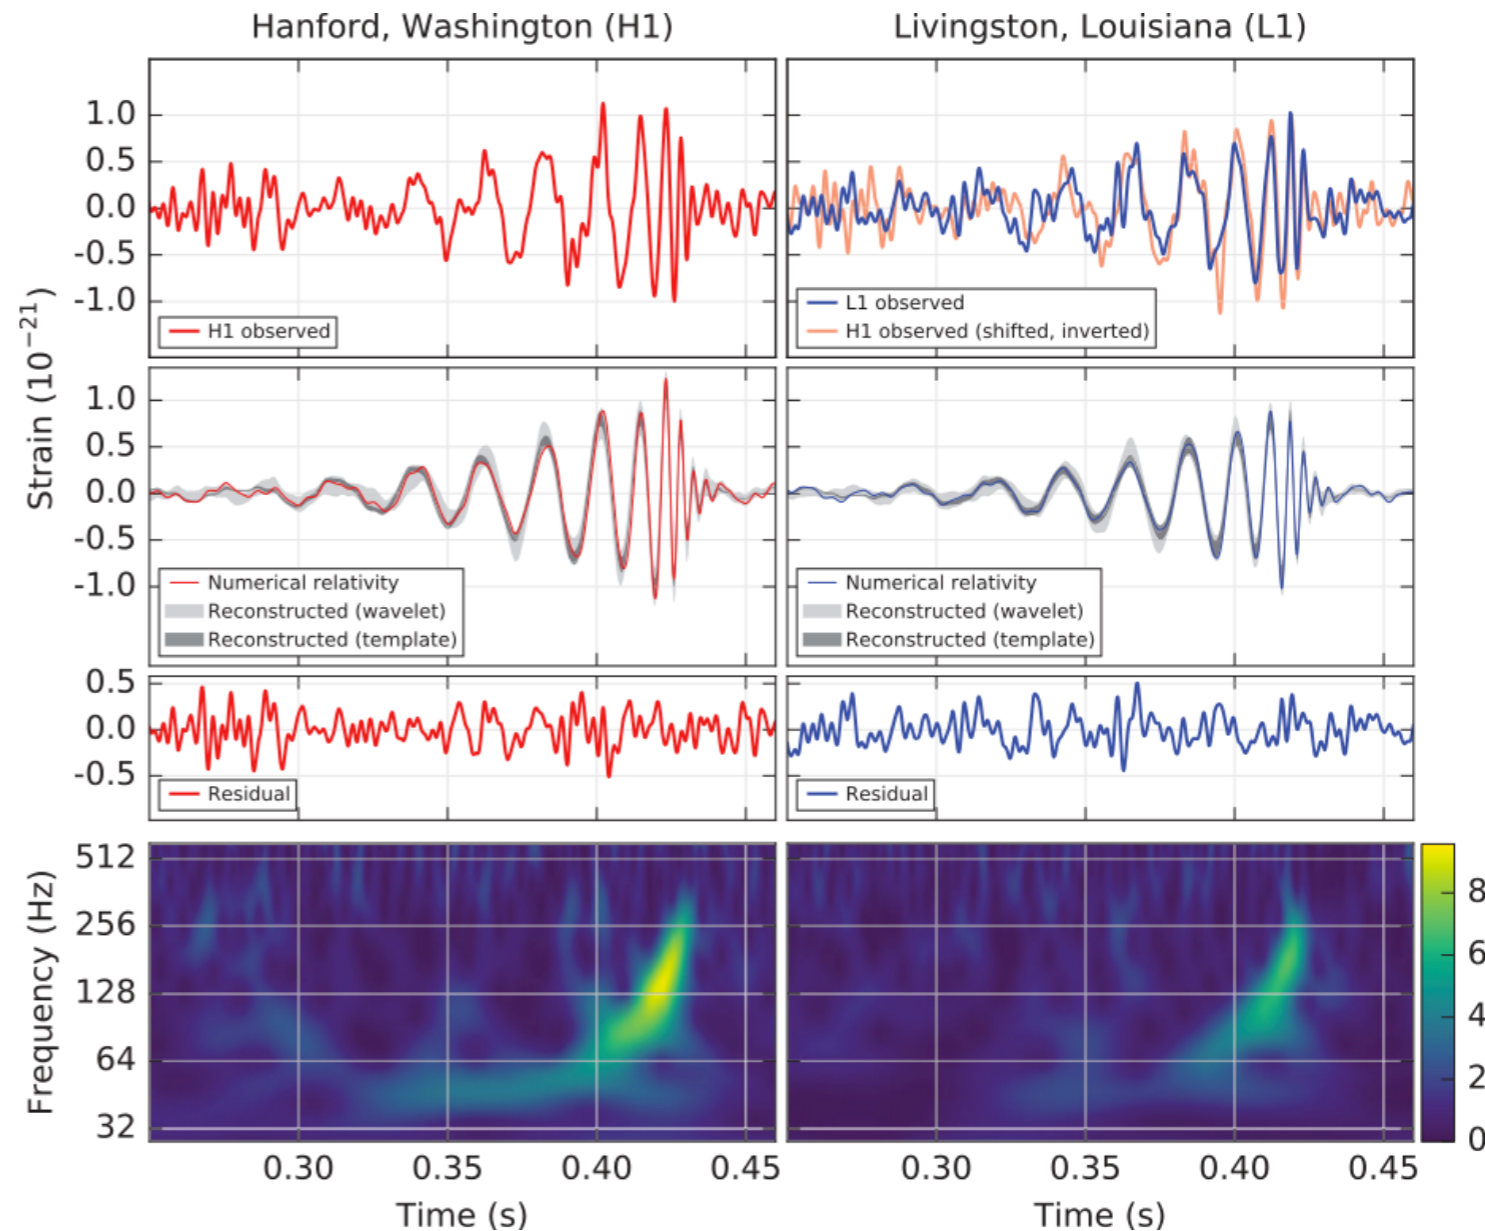 Hanford, Washington (H1)
Livingston, Louisiana (L1)
Strain (10⁻²¹)
1.0
0.5
0.0
-0.5
-1.0
H1 observed
L1 observed
H1 observed (shifted, inverted)
1.0
0.5
0.0
-0.5
-1.0
Numerical relativity
Reconstructed (wavelet)
Reconstructed (template)
Numerical relativity
Reconstructed (wavelet)
Reconstructed (template)
0.5
0.0
-0.5
Residual
Residual
Frequency (Hz)
512
256
128
64
32
8
6
4
2
0
0.30 0.35 0.40 0.45
0.30 0.35 0.40 0.45
Time (s)
Time (s)